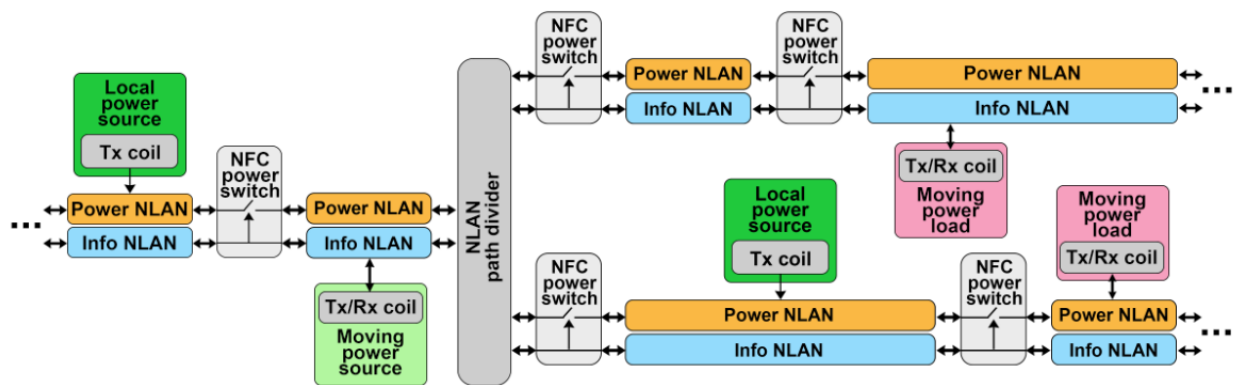 Local
power
source
Tx coil
NFC
power
switch
Power NLAN
Info NLAN
Power NLAN
Info NLAN
Tx/Rx coil
Moving
power
source
NLAN
path divider
NFC
power
switch
Power NLAN
Info NLAN
NFC
power
switch
Power NLAN
Info NLAN
Tx/Rx coil
Moving
power
load
NFC
power
switch
Local
power
source
Tx coil
Power NLAN
Info NLAN
NFC
power
switch
Moving
power
load
Tx/Rx coil
Power NLAN
Info NLAN